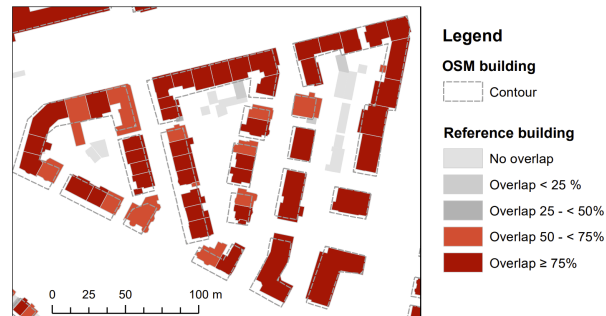 Legend
OSM building
Contour
Reference building
No overlap
Overlap < 25 %
Overlap 25 - < 50%
Overlap 50 - < 75%
Overlap ≥ 75%
0 25 50 100 m